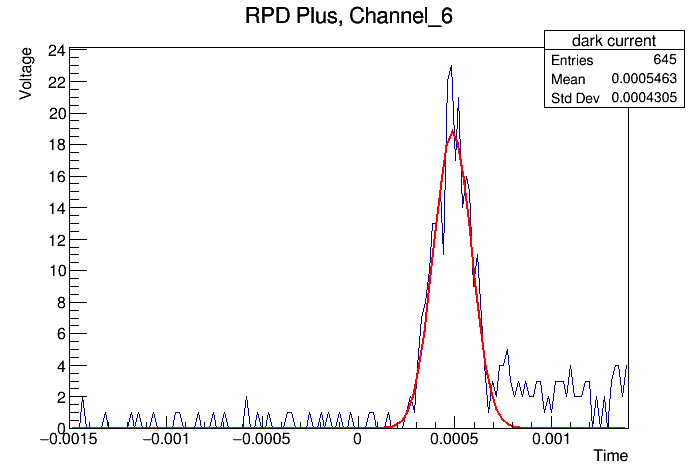 RPD Plus, Channel_6
dark current
Entries 645
Mean 0.0005463
Std Dev 0.0004305
Voltage
24
22
20
18
16
14
12
10
8
6
4
2
0
−0.0015 −0.001 −0.0005 0 0.0005 0.001
Time